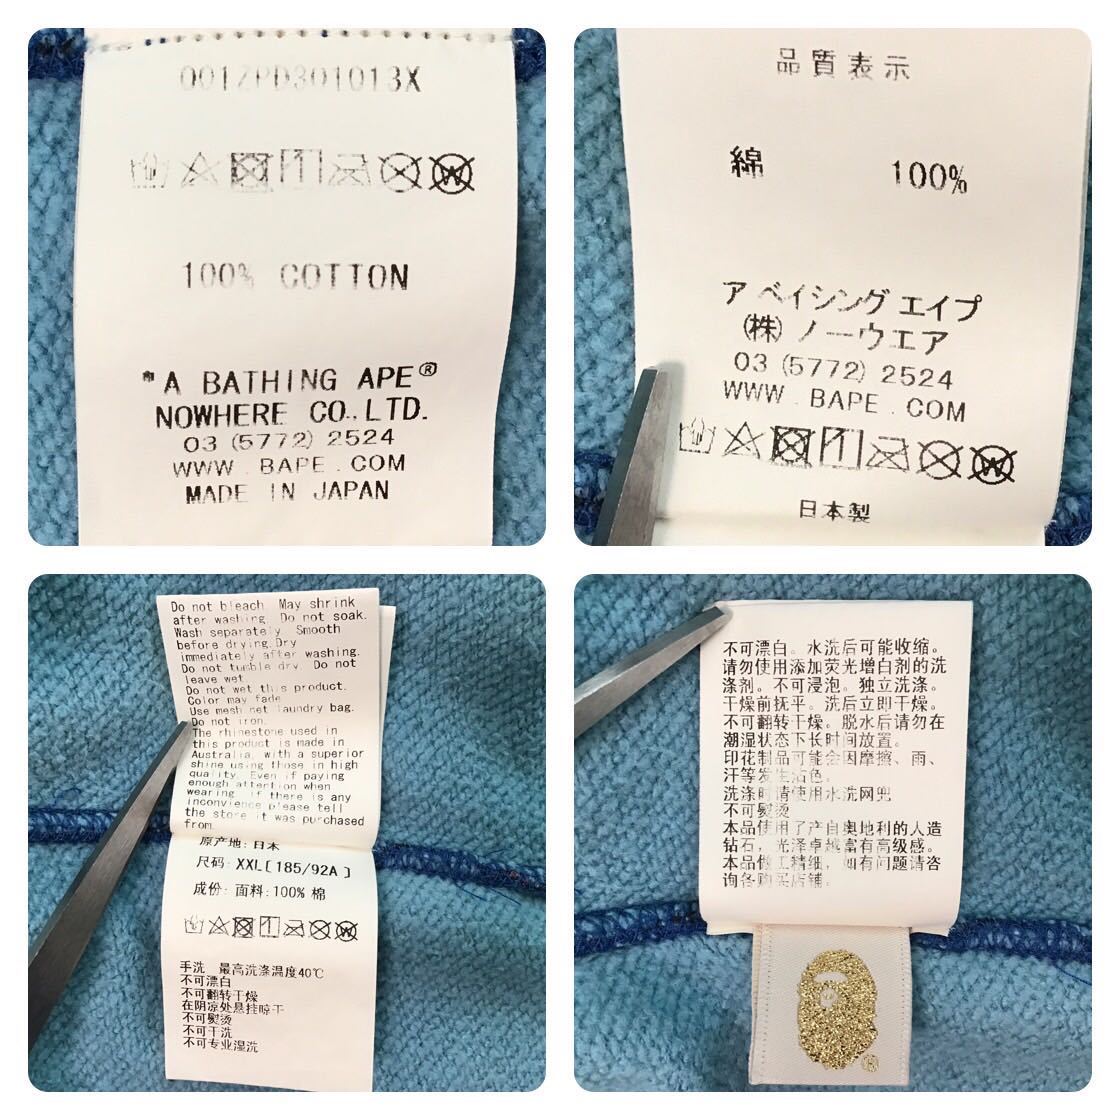 001ZPD301013X
100% COTTON
"A BATHING APE®
NOWHERE CO., LTD.
03 (5772) 2524
WWW . BAPE . COM
MADE IN JAPAN
品質表示
綿 100%
ア ベイシング エイプ
(株) ノーウエア
03 (5772) 2524
WWW . BAPE . COM
日本製
Do not bleach May shrink
after washing Do not soak.
Wash separately Smooth
before drying.Dry
immediately after washing.
Do not tumble dry. Do not
leave wet
Do not wet this product.
Color may fade
Use mesh net laundry bag.
Do not iron.
The rhinestone used in
this product is made in
Australia, with a superior
shine using those in high
quality. Even if paying
enough attention when
wearing if there is any
inconvience please tell
the store it was purchased
from.
原产地: 日本
尺码: XXL[185/92A]
成份: 面料: 100% 棉
手洗 最高洗涤温度40℃
不可漂白
不可翻转干燥
在阴凉处悬挂晾干
不可熨烫
不可干洗
不可专业湿洗
不可漂白。水洗后可能收缩。
请勿使用添加荧光增白剂的洗
涤剂。不可浸泡。独立洗涤。
干燥前抚平。洗后立即干燥。
不可翻转干燥。脱水后请勿在
潮湿状态下长时间放置。
印花制品可能会因摩擦、雨、
汗等发生沾色。
洗涤时请使用水洗网兜
不可熨烫
本品使用了产自奥地利的人造
钻石，光泽卓越富有高级感。
本品做工精细，如有问题请咨
询各购买店铺。
®